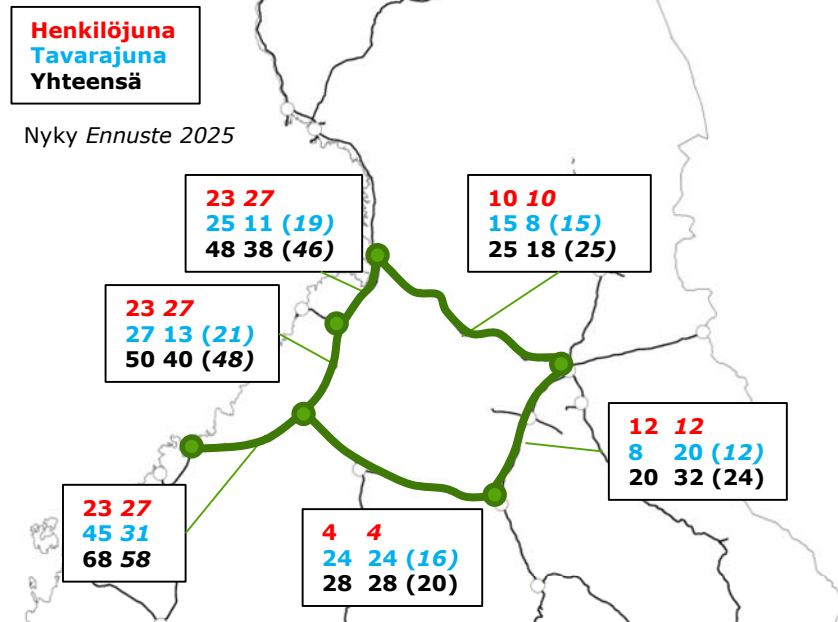 Henkilöjuna
Tavarajuna
Yhteensä
Nyky Ennuste 2025
23 27
25 11 (19)
48 38 (46)
10 10
15 8 (15)
25 18 (25)
23 27
27 13 (21)
50 40 (48)
12 12
8 20 (12)
20 32 (24)
23 27
45 31
68 58
4 4
24 24 (16)
28 28 (20)